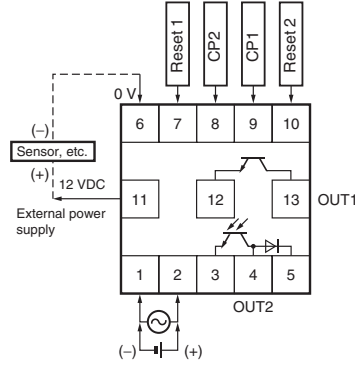 Reset 1
CP2
CP1
Reset 2
0 V
6 7 8 9 10
(−)
Sensor, etc.
(+)
12 VDC
External power
supply
11 12 13
OUT1
1 2 3 4 5
OUT2
(−) (+)